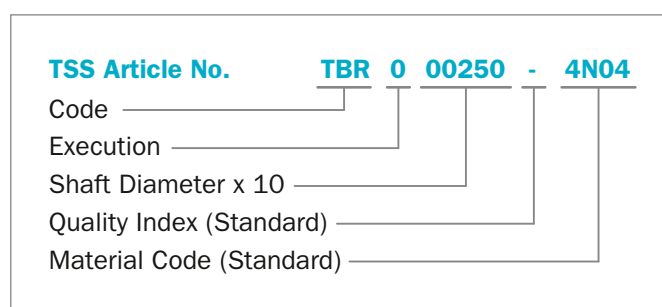 TSS Article No. TBR 0 00250 - 4N04
Code
Execution
Shaft Diameter x 10
Quality Index (Standard)
Material Code (Standard)